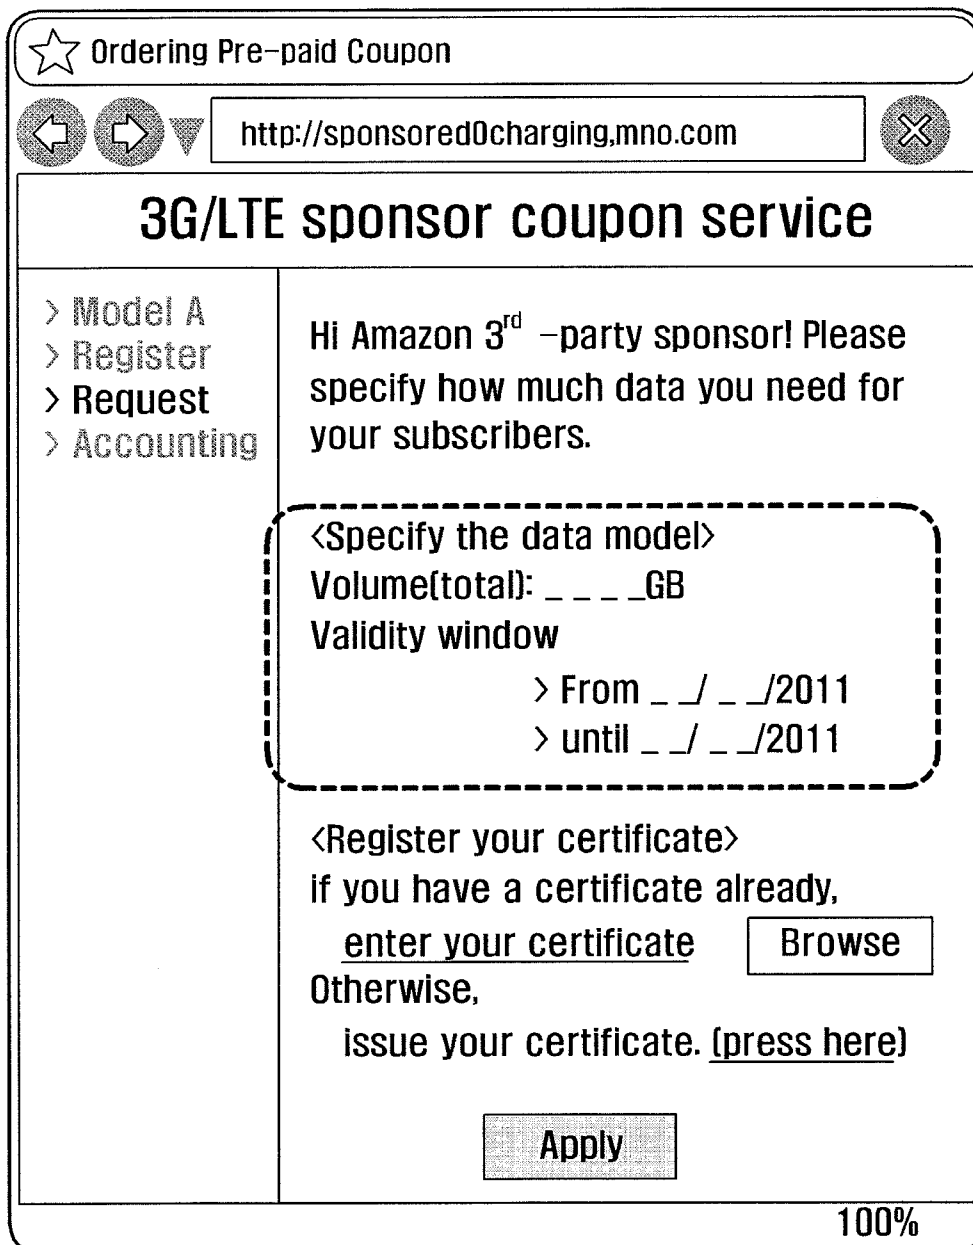 Ordering Pre-paid Coupon
http://sponsored0charging,mno.com
3G/LTE sponsor coupon service
> Model A
> Register
> Request
> Accounting
Hi Amazon 3rd -party sponsor! Please
specify how much data you need for
your subscribers.
<Specify the data model>
Volume(total): _ _ _ _GB
Validity window
> From _ _/ _ _/2011
> until _ _/ _ _/2011
<Register your certificate>
if you have a certificate already,
enter your certificate Browse
Otherwise,
issue your certificate. (press here)
Apply
100%